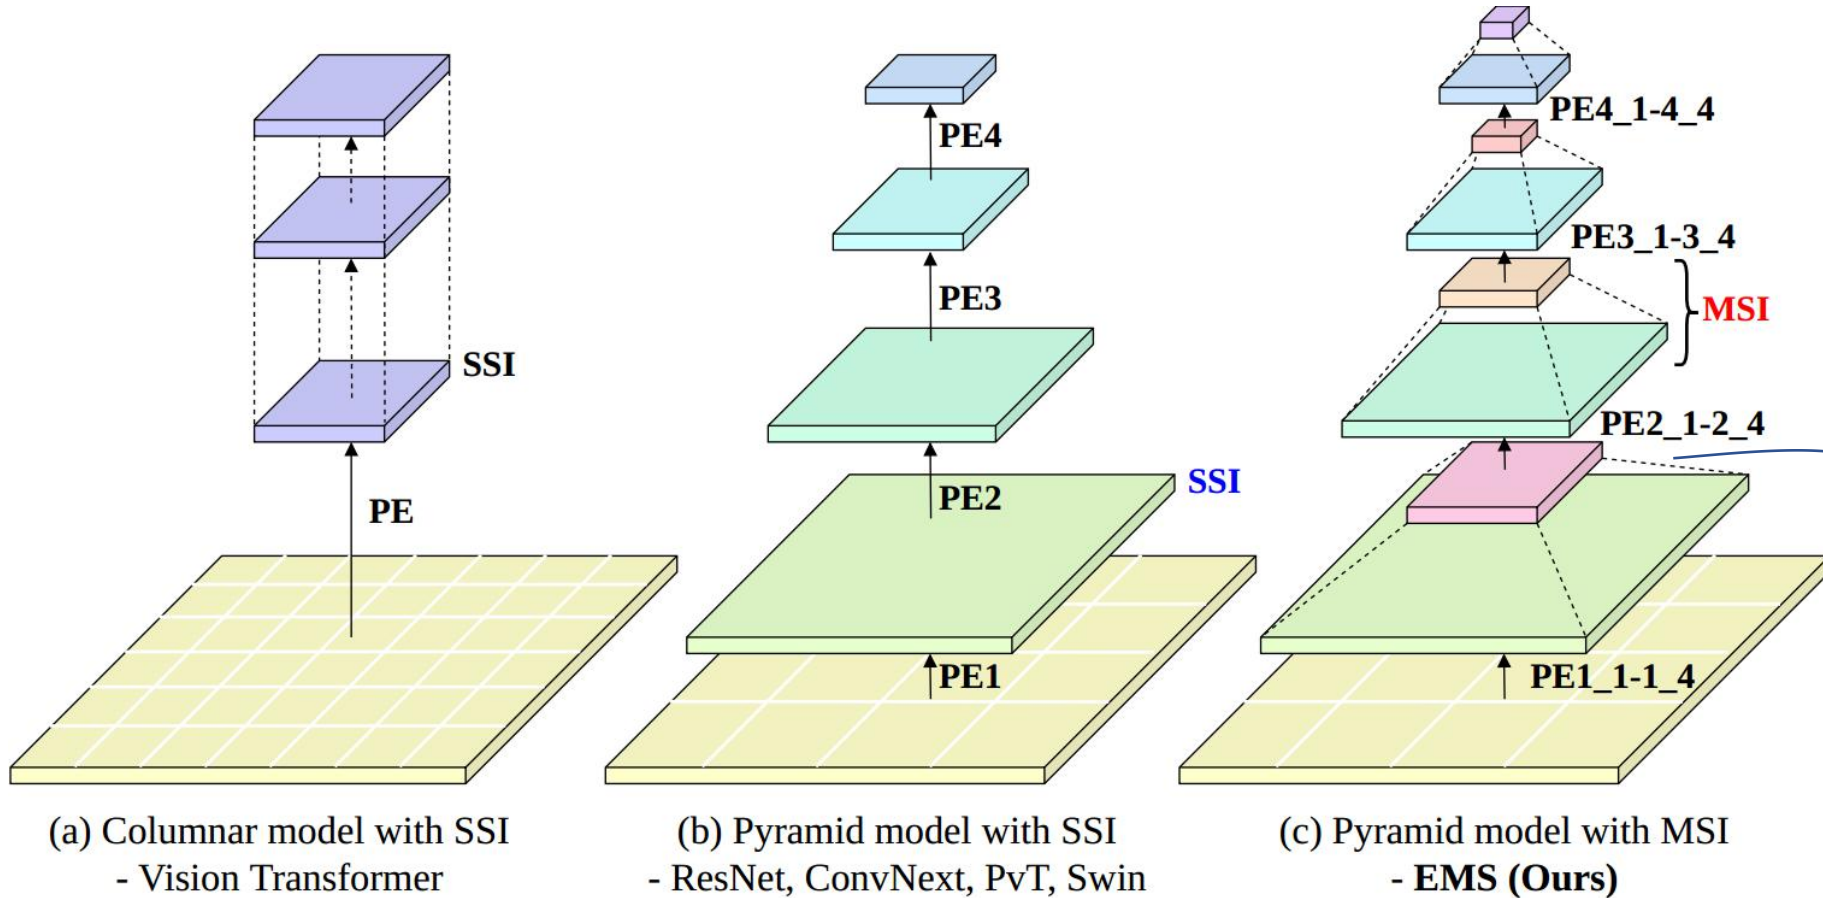 SSI
PE
(a) Columnar model with SSI
- Vision Transformer
PE4
PE3
SSI
PE2
PE1
(b) Pyramid model with SSI
- ResNet, ConvNext, PvT, Swin
PE4_1-4_4
PE3_1-3_4
MSI
PE2_1-2_4
PE1_1-1_4
(c) Pyramid model with MSI
- EMS (Ours)